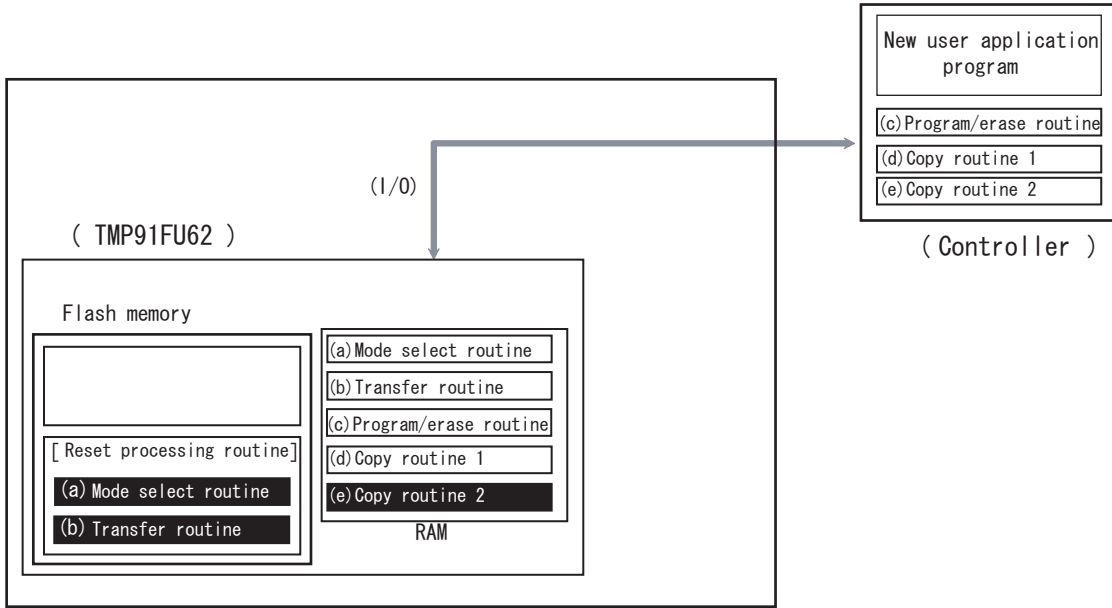 New user application
program
(c)Program/erase routine
(d)Copy routine 1
(e)Copy routine 2
( Controller )
(I/O)
( TMP91FU62 )
Flash memory
[ Reset processing routine]
(a) Mode select routine
(b) Transfer routine
(a)Mode select routine
(b)Transfer routine
(c)Program/erase routine
(d)Copy routine 1
(e)Copy routine 2
RAM